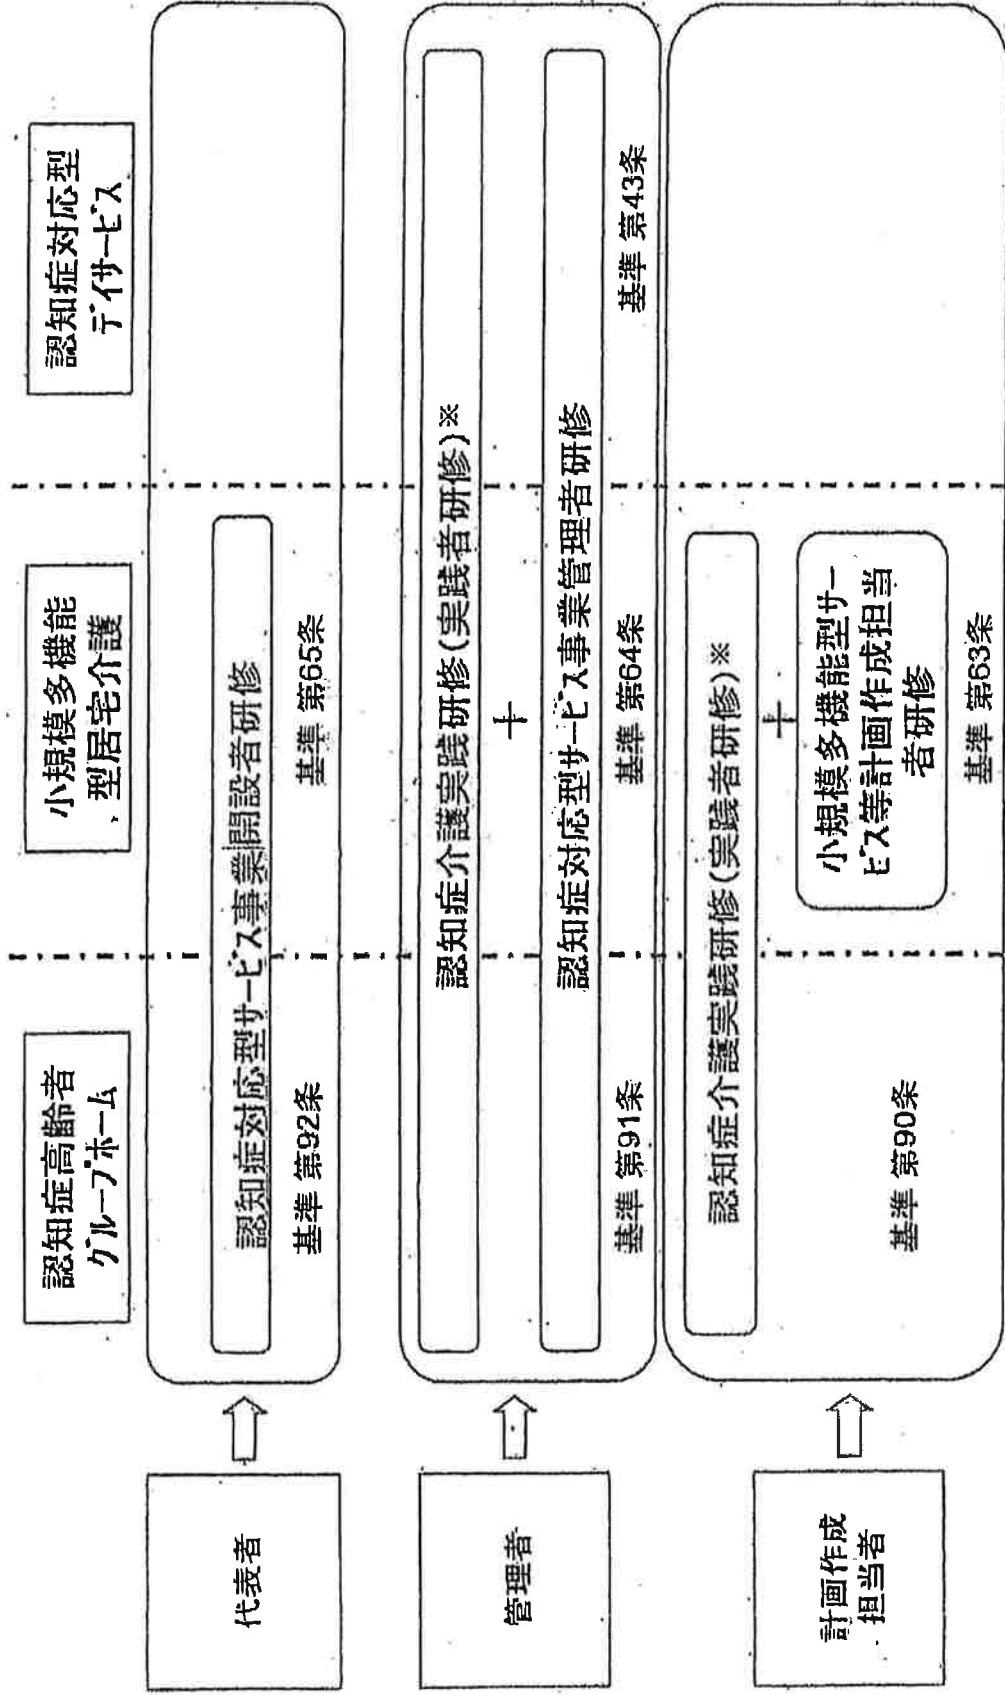 認知症高齢者
グループホーム
小規模多機能
型居宅介護
認知症対応型
デイサービス
代表者
認知症対応型サービス事業開設者研修
基準 第92条
基準 第65条
管理者
認知症介護実践研修(実践者研修)※
+
認知症対応型サービス事業管理者研修
基準 第91条
基準 第64条
基準 第43条
計画作成
担当者
認知症介護実践研修(実践者研修)※
+
小規模多機能型サー
ビス等計画作成担当
者研修
基準 第90条
基準 第63条